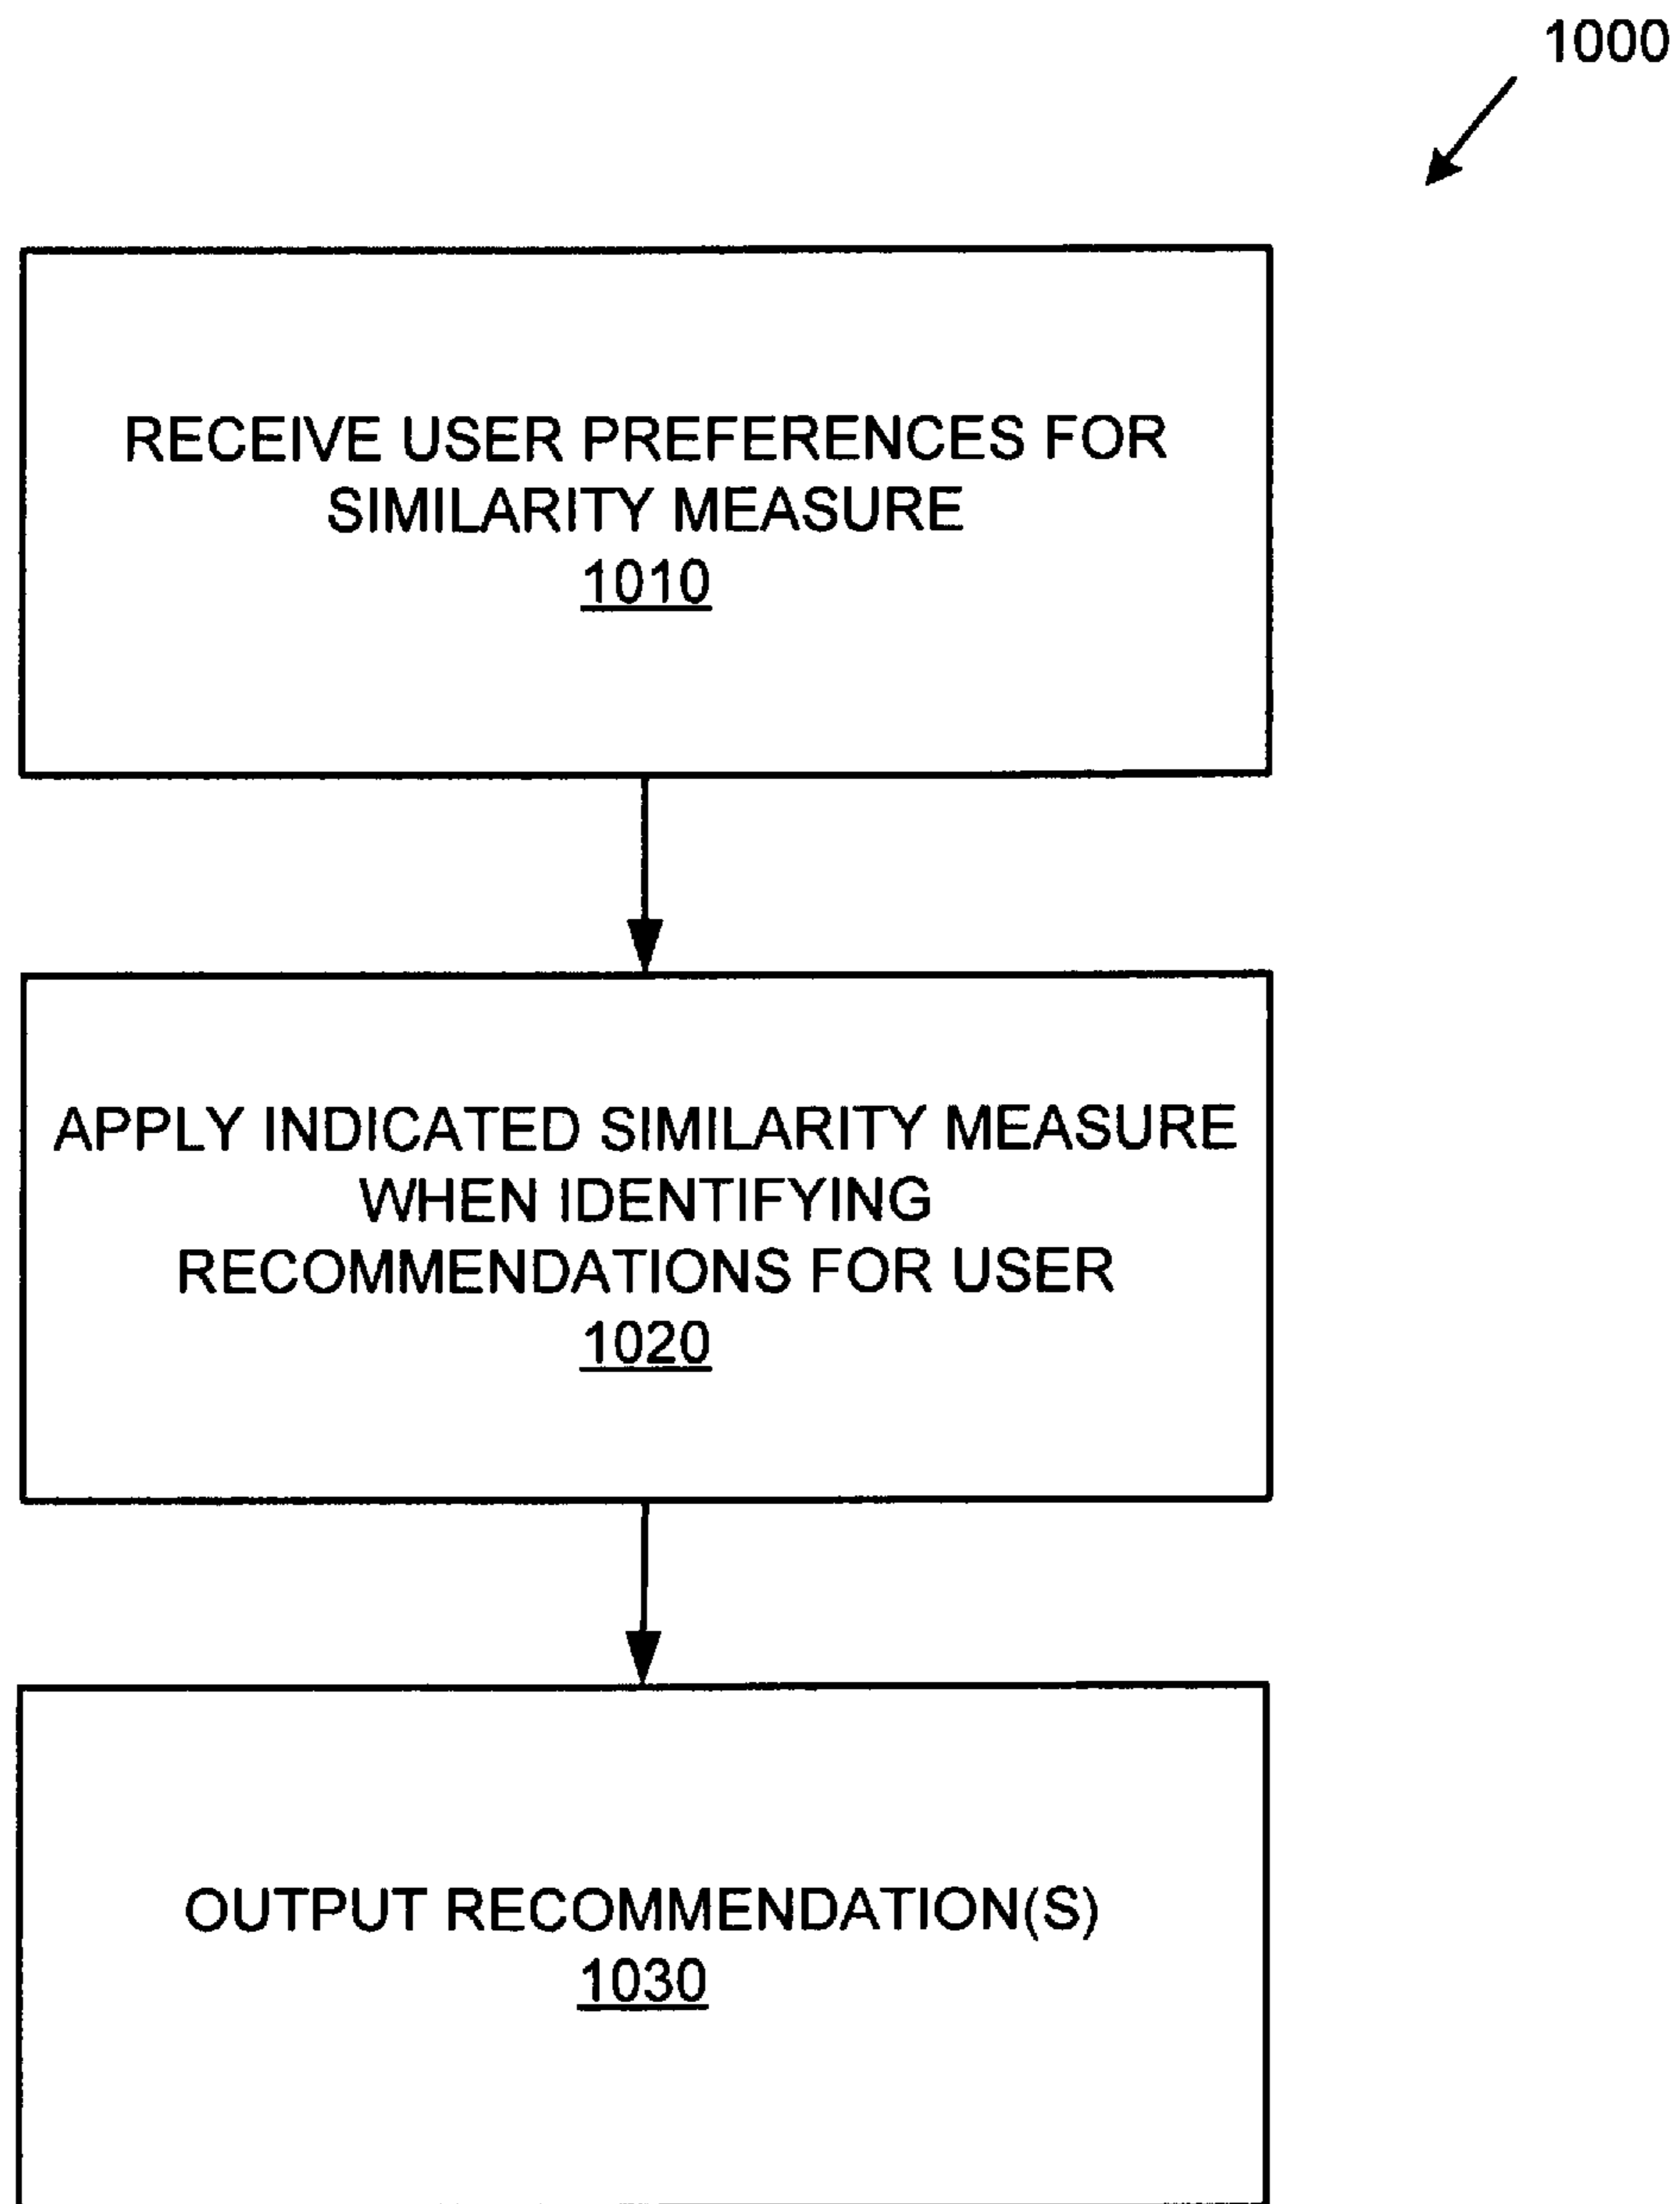 1000
RECEIVE USER PREFERENCES FOR
SIMILARITY MEASURE
1010
APPLY INDICATED SIMILARITY MEASURE
WHEN IDENTIFYING
RECOMMENDATIONS FOR USER
1020
OUTPUT RECOMMENDATION(S)
1030